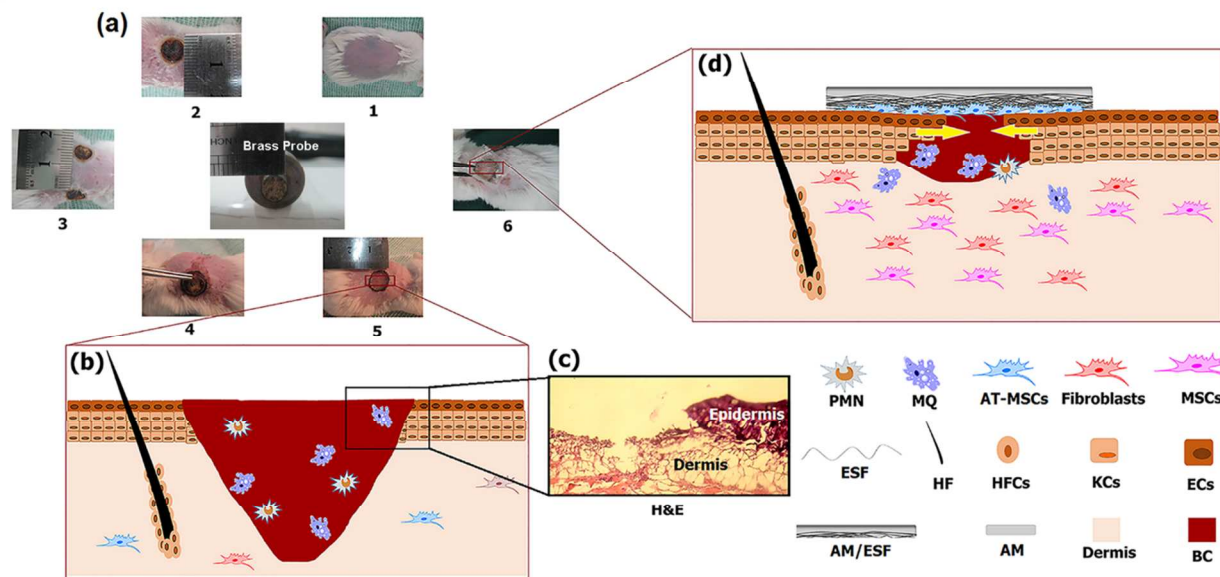 (a)
2
1
Brass Probe
3
6
4
5
(d)
(b)
(c)
Epidermis
Dermis
H&E
PMN
MQ
AT-MSCs
Fibroblasts
MSCs
ESF
HF
HFCs
KCs
ECs
AM/ESF
AM
Dermis
BC